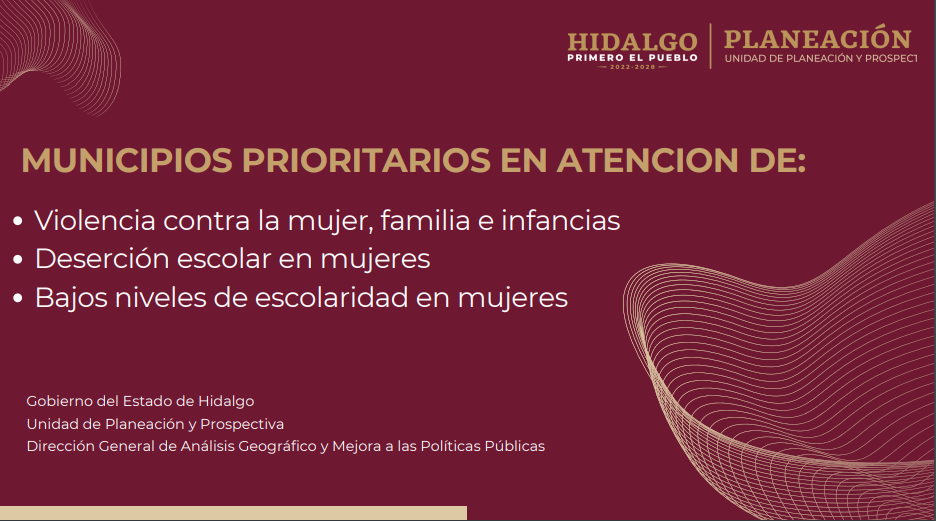 HIDALGO
PRIMERO EL PUEBLO
2022-2028
PLANEACIÓN
UNIDAD DE PLANEACIÓN Y PROSPECT
MUNICIPIOS PRIORITARIOS EN ATENCION DE:
• Violencia contra la mujer, familia e infancias
• Deserción escolar en mujeres
• Bajos niveles de escolaridad en mujeres
Gobierno del Estado de Hidalgo
Unidad de Planeación y Prospectiva
Dirección General de Análisis Geográfico y Mejora a las Políticas Públicas